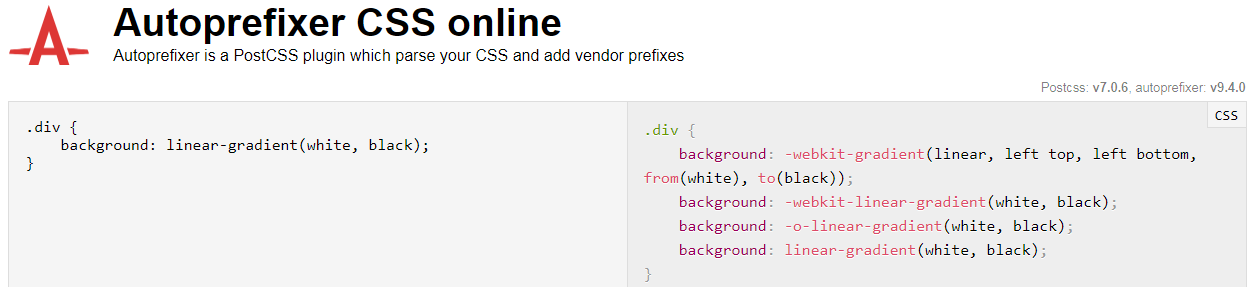 Autoprefixer CSS online
Autoprefixer is a PostCSS plugin which parse your CSS and add vendor prefixes
Postcss: v7.0.6, autoprefixer: v9.4.0
.div {
    background: linear-gradient(white, black);
}
CSS
.div {
    background: -webkit-gradient(linear, left top, left bottom,
from(white), to(black));
    background: -webkit-linear-gradient(white, black);
    background: -o-linear-gradient(white, black);
    background: linear-gradient(white, black);
}